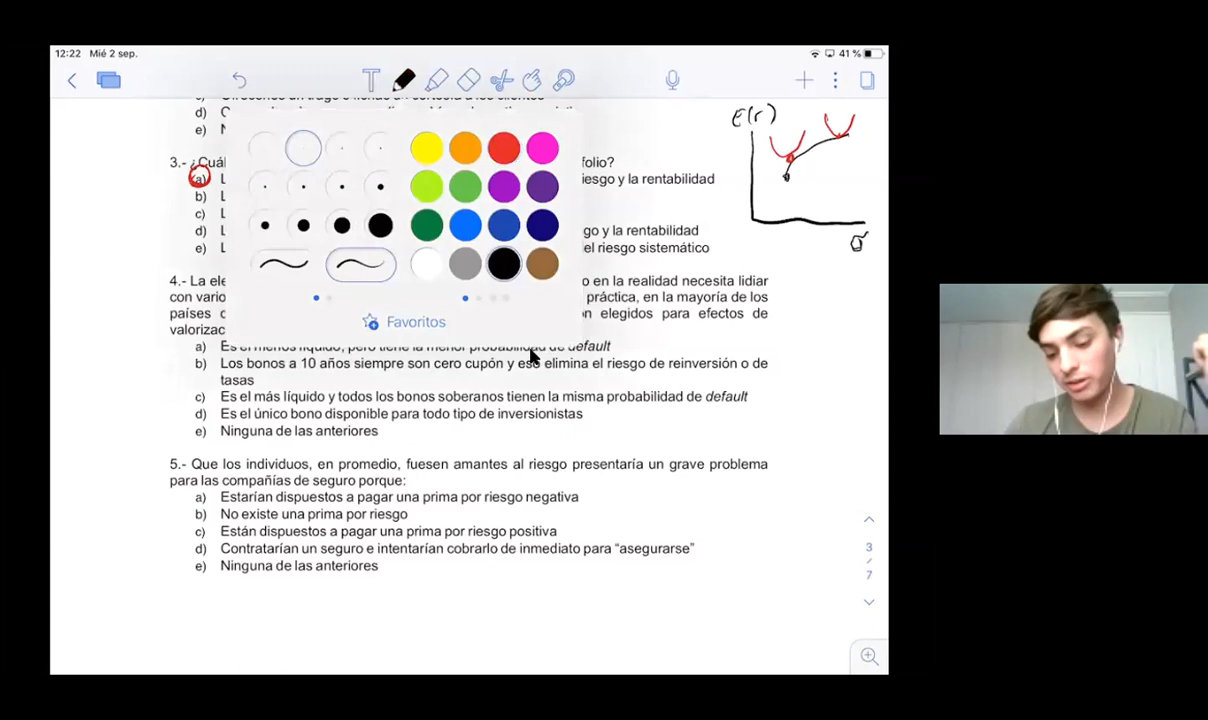 12:22 Mié 2 sep.
41 %
T
d)
e) N
3.- ¿Cuál folio?
a) L iesgo y la rentabilidad
b) L
c) L
d) L go y la rentabilidad
e) L el riesgo sistemático
4.- La ele o en la realidad necesita lidiar
con vario práctica, en la mayoría de los
países n elegidos para efectos de
valorizac
a) Es el menos líquido, pero tiene la menor probabilidad de default
b) Los bonos a 10 años siempre son cero cupón y eso elimina el riesgo de reinversión o de
tasas
c) Es el más líquido y todos los bonos soberanos tienen la misma probabilidad de default
d) Es el único bono disponible para todo tipo de inversionistas
e) Ninguna de las anteriores
5.- Que los individuos, en promedio, fuesen amantes al riesgo presentaría un grave problema
para las compañías de seguro porque:
a) Estarían dispuestos a pagar una prima por riesgo negativa
b) No existe una prima por riesgo
c) Están dispuestos a pagar una prima por riesgo positiva
d) Contratarían un seguro e intentarían cobrarlo de inmediato para “asegurarse”
e) Ninguna de las anteriores
Favoritos
E(r)
σ
3
/
7